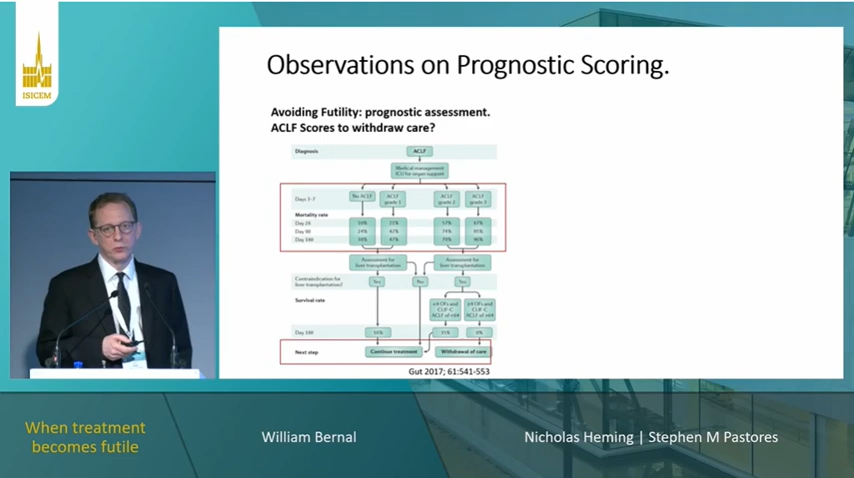 ISICEM
Observations on Prognostic Scoring.
Avoiding Futility: prognostic assessment.
ACLF Scores to withdraw care?
Diagnosis
ACLF
Medical management
ICU for organ support
Days 3-7
No ACLF
ACLF
grade 1
ACLF
grade 2
ACLF
grade 3
Mortality rate
Day 28
Day 90
Day 180
Assessment for
liver transplantation
Assessment for
liver transplantation
Contraindication for
liver transplantation?
Yes
No
Yes
Survival rate
Day 180
Next step
Continue treatment
Withdrawal of care
Gut 2017; 61:541-553
When treatment
becomes futile
William Bernal
Nicholas Heming | Stephen M Pastores